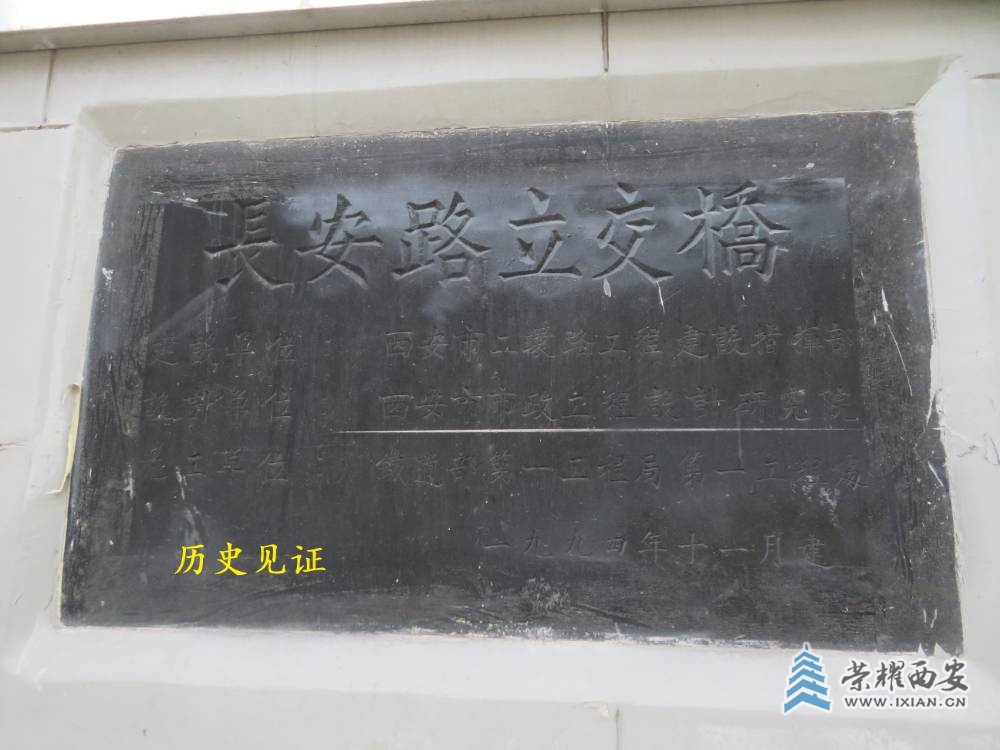 長安路立交橋
建設单位： 西安市二環路工程建設指揮部
設計单位： 西安市市政工程設計研究院
施工单位： 鐵道部第一工程局第一工程處
一九九四年十一月建
历史见证
荣耀西安
WWW.IXIAN.CN